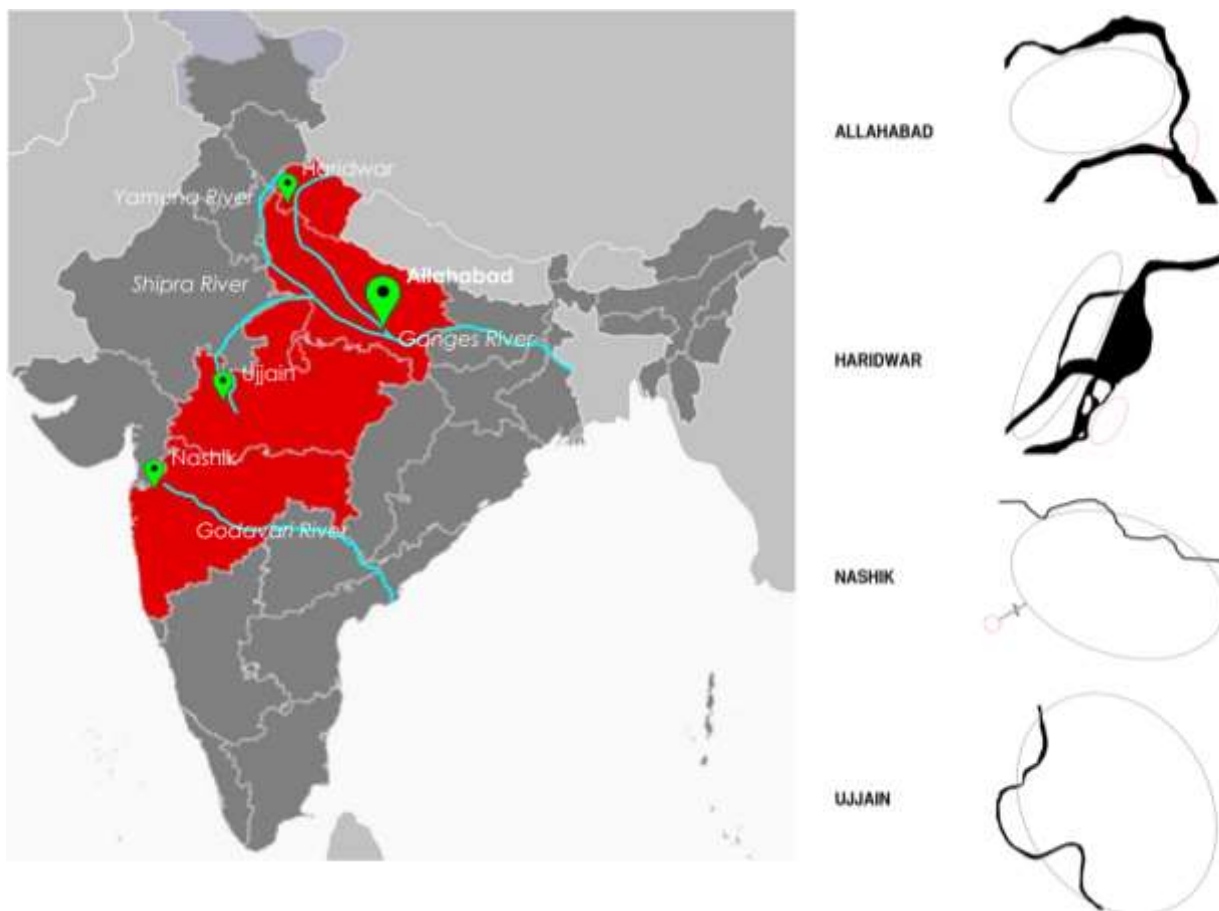 Haridwar
Yamuna River
Shipra River
Allahabad
Ganges River
Ujjain
Nashik
Godavari River
ALLAHABAD
HARIDWAR
NASHIK
UJJAIN